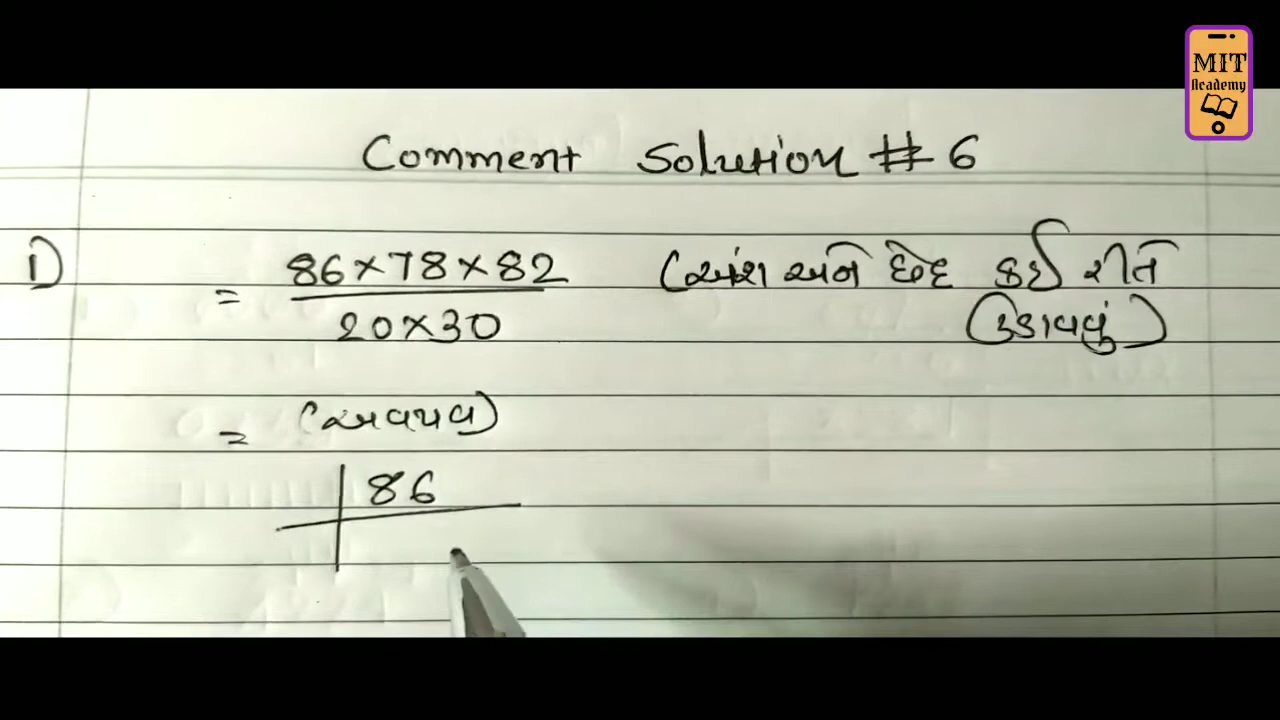 MIT
Academy
Comment Solution # 6
1) = 86×78×82 (અંશ અને છેદ કઈ રીતે
20×30 ઉડાવવું)
= (અવયવ)
86